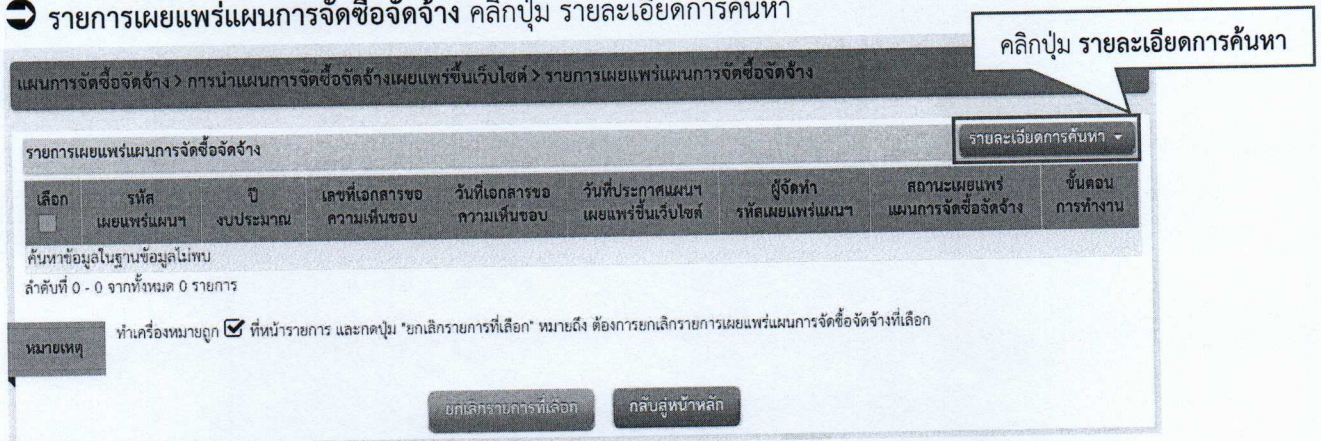 รายการเผยแพร่แผนการจัดซื้อจัดจ้าง คลิกปุ่ม รายละเอียดการค้นหา
คลิกปุ่ม รายละเอียดการค้นหา
แผนการจัดซื้อจัดจ้าง > การนำแผนการจัดซื้อจัดจ้างเผยแพร่ขึ้นเว็บไซต์ > รายการเผยแพร่แผนการจัดซื้อจัดจ้าง
รายการเผยแพร่แผนการจัดซื้อจัดจ้าง
รายละเอียดการค้นหา
เลือก รหัส ปี เลขที่เอกสารขอ วันที่เอกสารขอ วันที่ประกาศแผนฯ ผู้จัดทำ สถานะเผยแพร่ ขั้นตอน
เผยแพร่แผนฯ งบประมาณ ความเห็นชอบ ความเห็นชอบ เผยแพร่ขึ้นเว็บไซต์ รหัสเผยแพร่แผนฯ แผนการจัดซื้อจัดจ้าง การทำงาน
ค้นหาข้อมูลในฐานข้อมูลไม่พบ
ลำดับที่ 0 - 0 จากทั้งหมด 0 รายการ
หมายเหตุ ทำเครื่องหมายถูก ที่หน้ารายการ และกดปุ่ม "ยกเลิกรายการที่เลือก" หมายถึง ต้องการยกเลิกรายการเผยแพร่แผนการจัดซื้อจัดจ้างที่เลือก
ยกเลิกรายการที่เลือก กลับสู่หน้าหลัก